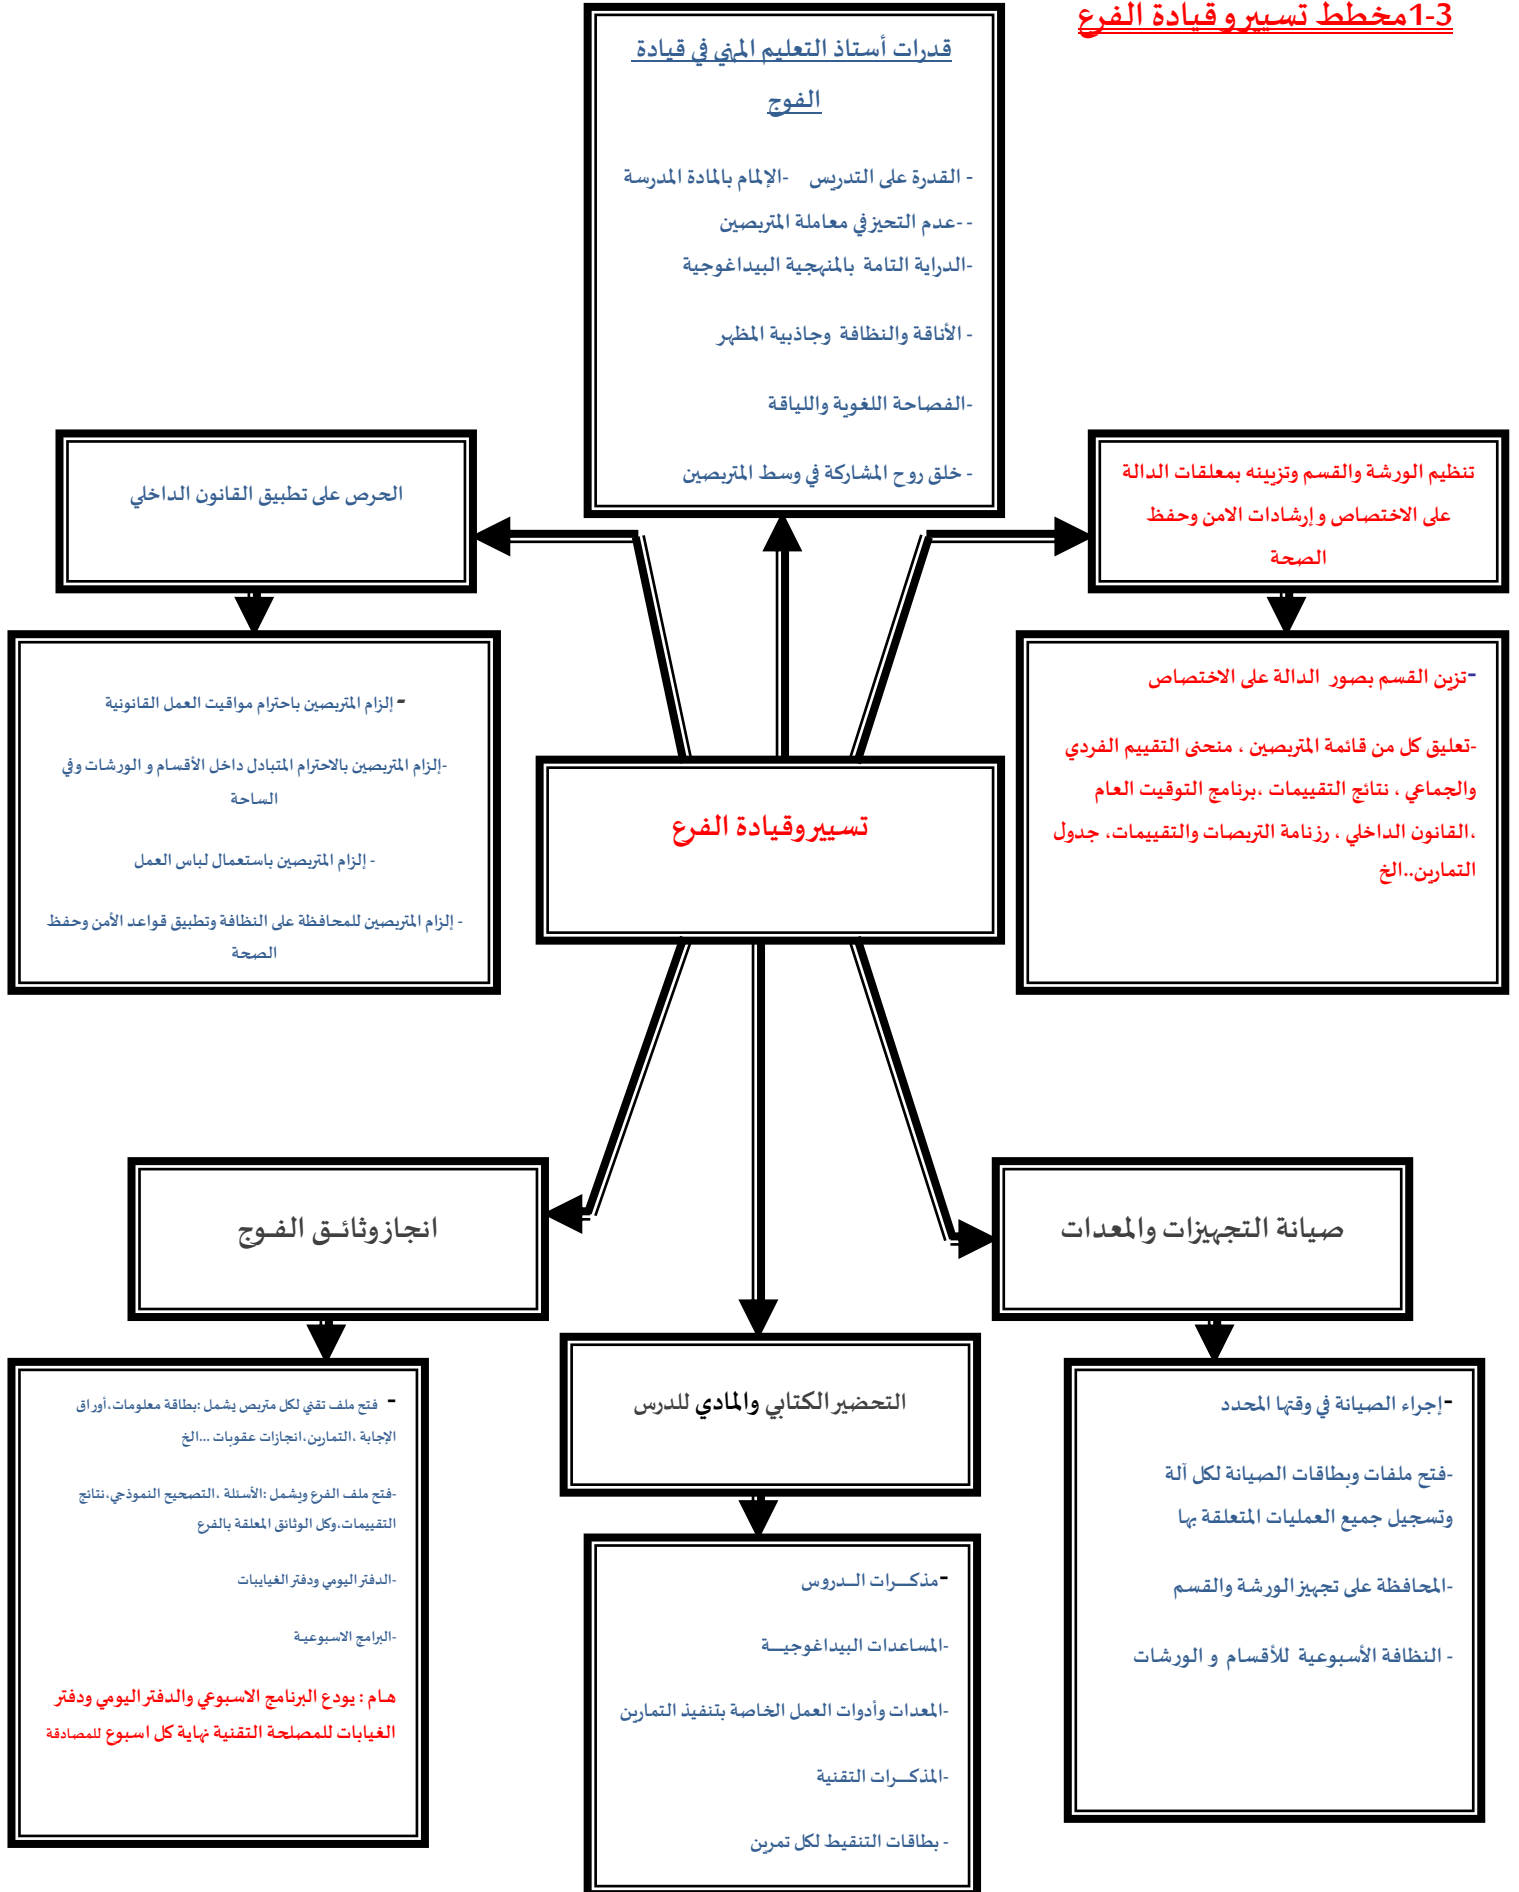 1-3مخطط تسيير و قيادة الفرع
قدرات أستاذ التعليم المهني في قيادة
الفوج
- القدرة على التدريس -الإلمام بالمادة المدرسة
- -عدم التحيز في معاملة المتربصين
-الدراية التامة بالمنهجية البيداغوجية
- الأناقة والنظافة وجاذبية المظهر
-الفصاحة اللغوية واللياقة
- خلق روح المشاركة في وسط المتربصين
تنظيم الورشة والقسم وتزيينه بمعلقات الدالة
على الاختصاص و إرشادات الامن وحفظ
الصحة
الحرص على تطبيق القانون الداخلي
-تزين القسم بصور الدالة على الاختصاص
-تعليق كل من قائمة المتربصين ، منحنى التقييم الفردي
والجماعي ، نتائج التقييمات ،برنامج التوقيت العام
،القانون الداخلي ، رزنامة التربصات والتقييمات، جدول
التمارين..الخ
- إلزام المتربصين باحترام مواقيت العمل القانونية
-إلزام المتربصين بالاحترام المتبادل داخل الأقسام و الورشات وفي
الساحة
- إلزام المتربصين باستعمال لباس العمل
- إلزام المتربصين للمحافظة على النظافة وتطبيق قواعد الأمن وحفظ
الصحة
تسيير وقيادة الفرع
صيانة التجهيزات والمعدات
انجاز وثائـق الفـوج
التحضير الكتابي والمادي للدرس
-إجراء الصيانة في وقتها المحدد
-فتح ملفات وبطاقات الصيانة لكل آلة
وتسجيل جميع العمليات المتعلقة بها
-المحافظة على تجهيز الورشة والقسم
- النظافة الأسبوعية للأقسام و الورشات
-مذكـــرات الــدروس
-المساعدات البيداغوجيـــة
-المعدات وأدوات العمل الخاصة بتنفيذ التمارين
-المذكـــرات التقنية
- بطاقات التنقيط لكل تمرين
- فتح ملف تقني لكل متربص يشمل :بطاقة معلومات،أوراق
الإجابة ،التمارين،انجازات عقوبات ...الخ
-فتح ملف الفرع ويشمل :الأسئلة ،التصحيح النموذجي،نتائج
التقييمات،وكل الوثائق المعلقة بالفرع
-الدفتر اليومي ودفتر الغيايبات
-البرامج الاسبوعية
هـام : يودع البرنامج الاسبوعي والدفتر اليومي ودفتر
الغيابات للمصلحة التقنية نهاية كل اسبوع للمصادقة